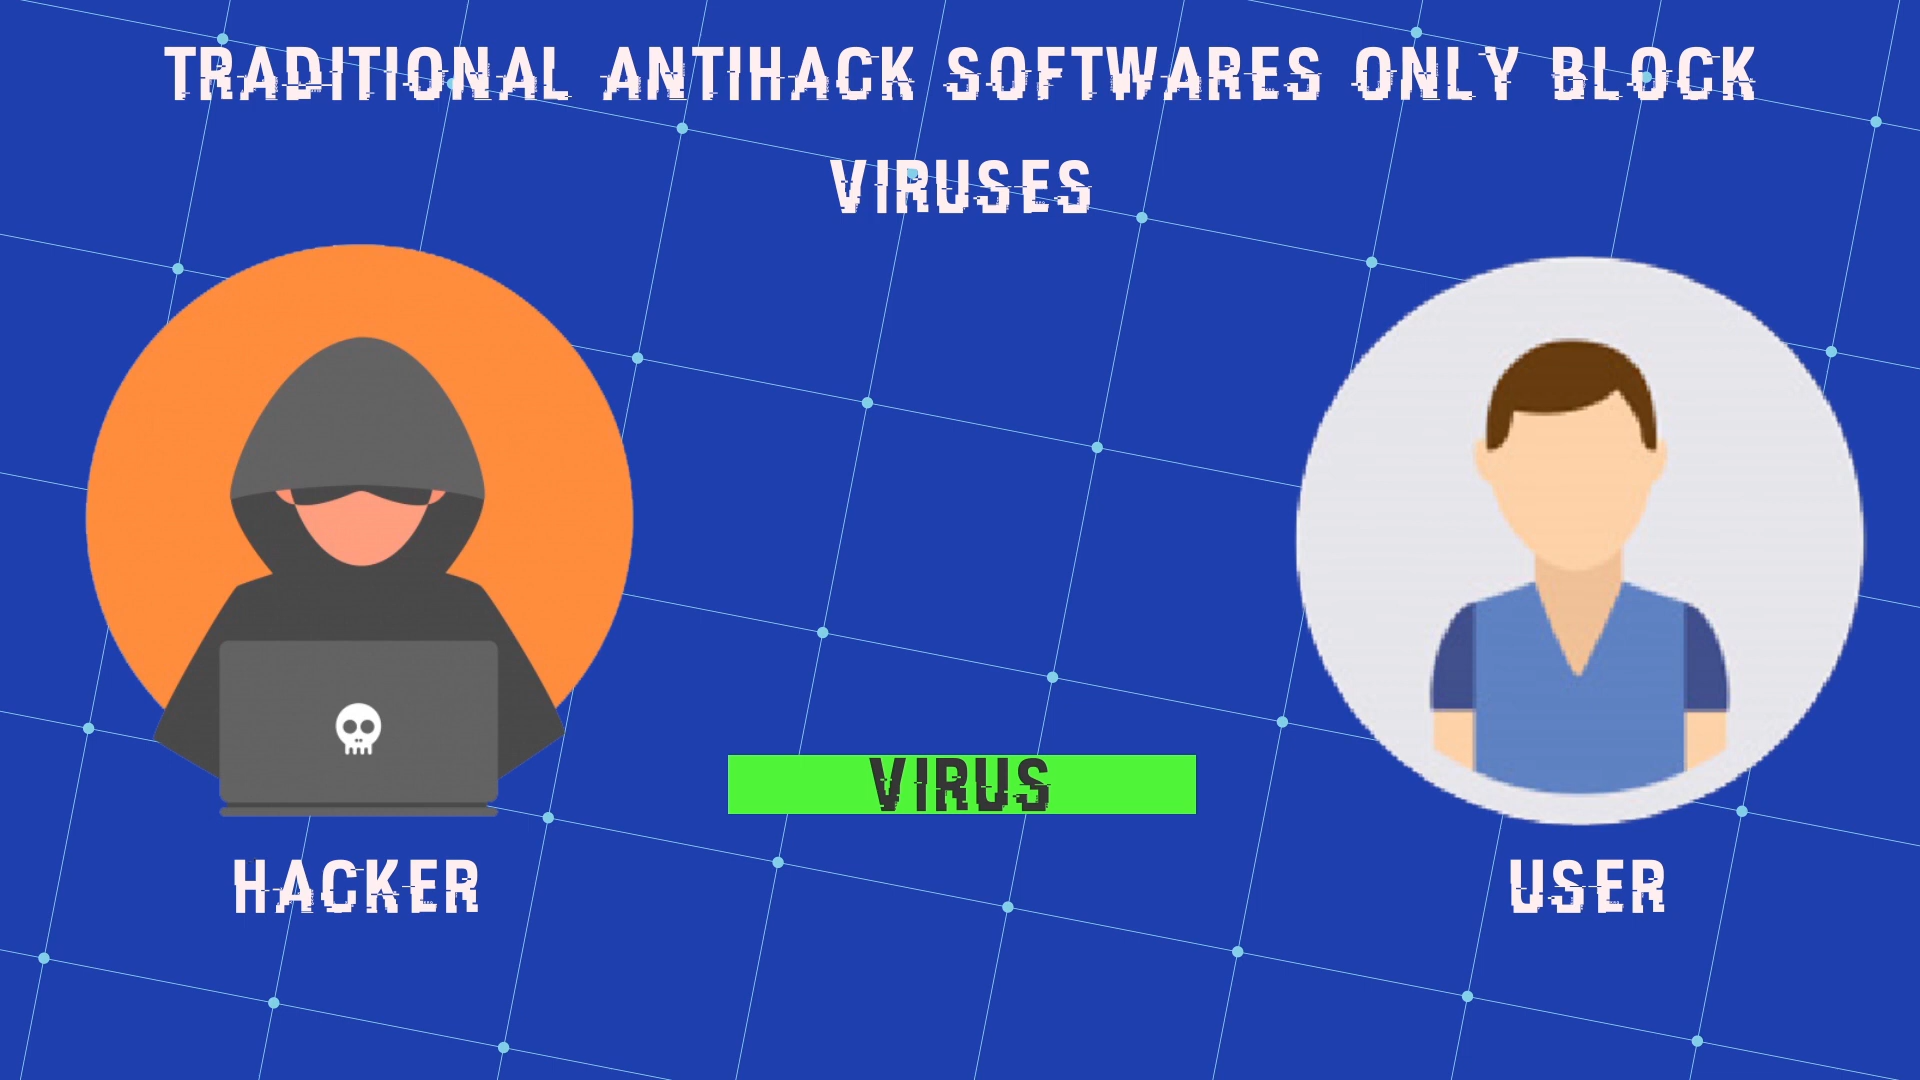 TRADITIONAL ANTIHACK SOFTWARES ONLY BLOCK
VIRUSES
VIRUS
HACKER
USER